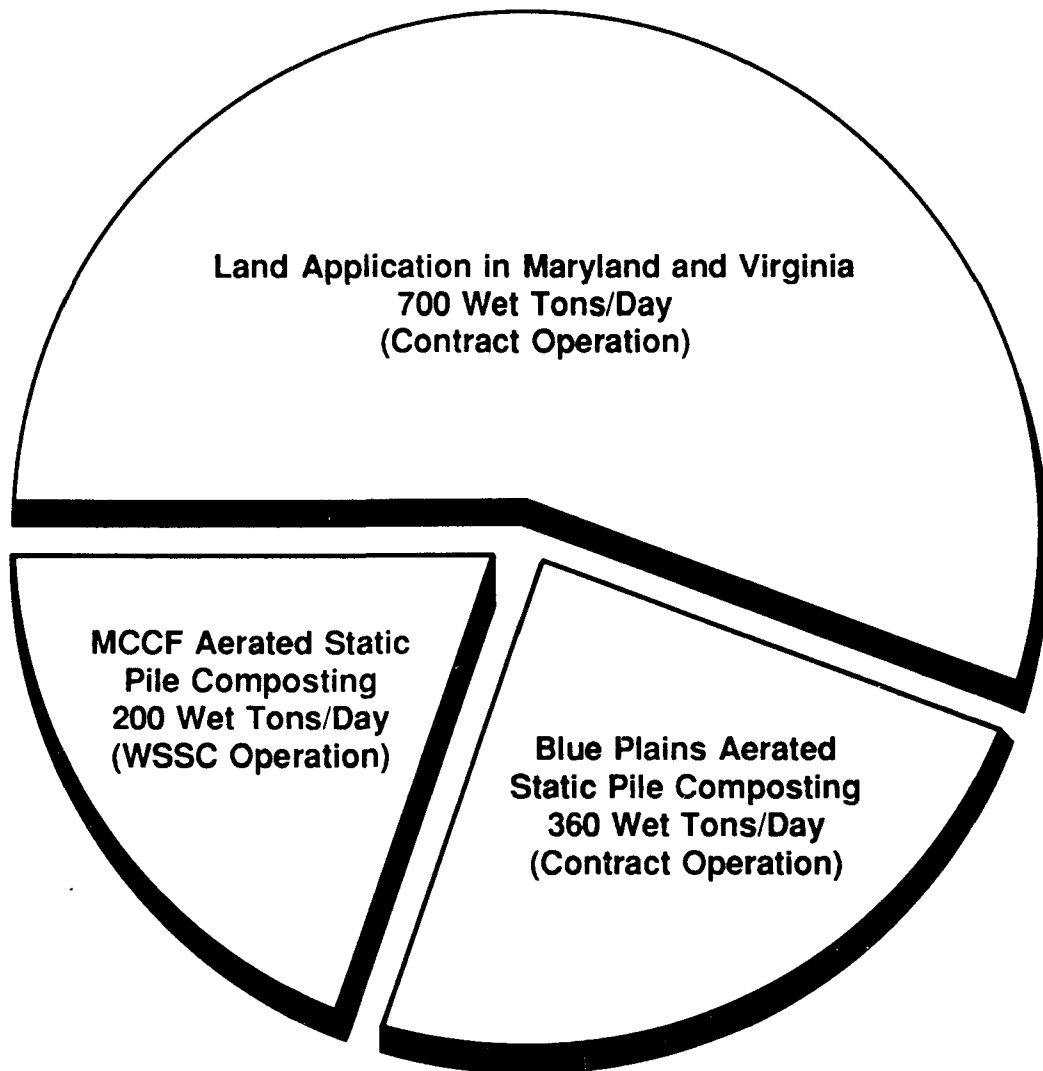 Land Application in Maryland and Virginia
700 Wet Tons/Day
(Contract Operation)
MCCF Aerated Static
Pile Composting
200 Wet Tons/Day
(WSSC Operation)
Blue Plains Aerated
Static Pile Composting
360 Wet Tons/Day
(Contract Operation)